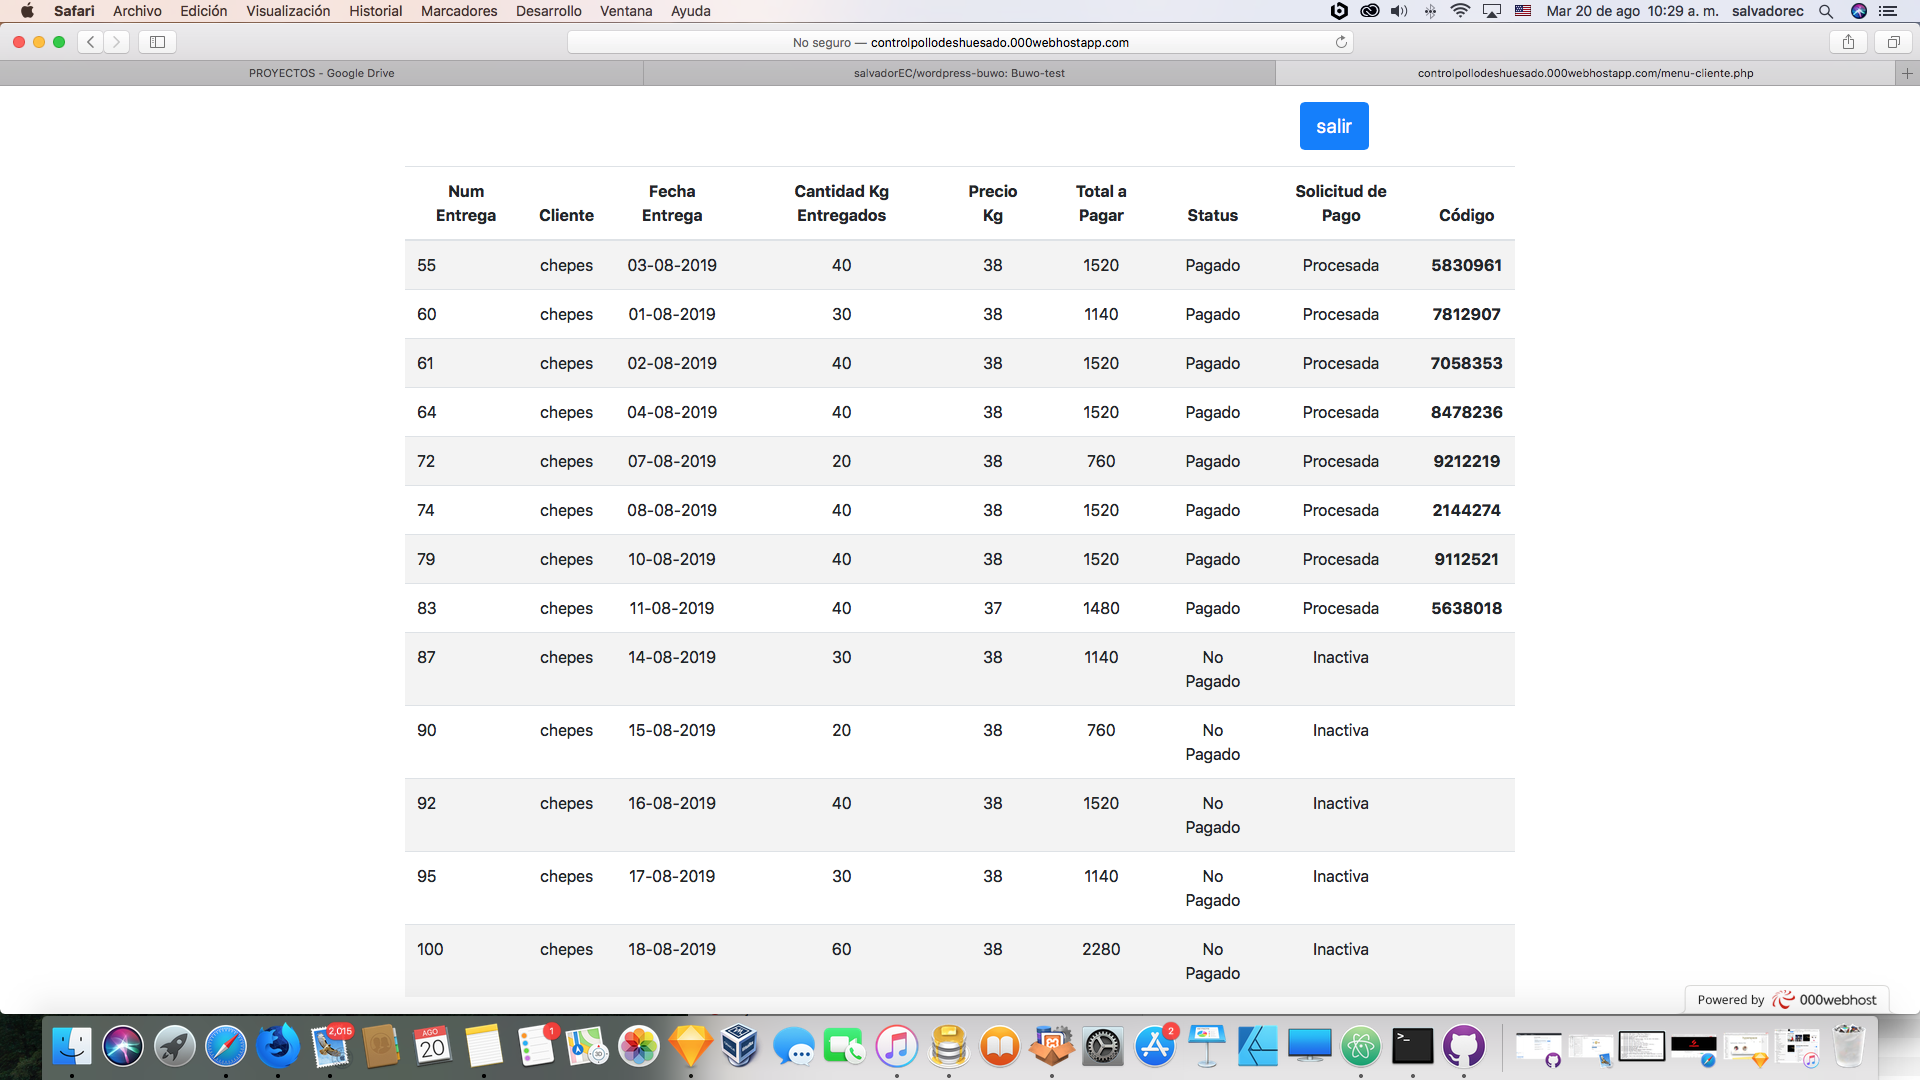 Safari Archivo Edición Visualización Historial Marcadores Desarrollo Ventana Ayuda Mar 20 de ago 10:29 a. m. salvadorec
No seguro — controlpollodeshuesado.000webhostapp.com
PROYECTOS - Google Drive salvadorEC/wordpress-buwo: Buwo-test controlpollodeshuesado.000webhostapp.com/menu-cliente.php
salir
Num Fecha Cantidad Kg Precio Total a Solicitud de
Entrega Cliente Entrega Entregados Kg Pagar Status Pago Código
55 chepes 03-08-2019 40 38 1520 Pagado Procesada 5830961
60 chepes 01-08-2019 30 38 1140 Pagado Procesada 7812907
61 chepes 02-08-2019 40 38 1520 Pagado Procesada 7058353
64 chepes 04-08-2019 40 38 1520 Pagado Procesada 8478236
72 chepes 07-08-2019 20 38 760 Pagado Procesada 9212219
74 chepes 08-08-2019 40 38 1520 Pagado Procesada 2144274
79 chepes 10-08-2019 40 38 1520 Pagado Procesada 9112521
83 chepes 11-08-2019 40 37 1480 Pagado Procesada 5638018
87 chepes 14-08-2019 30 38 1140 No Inactiva
Pagado
90 chepes 15-08-2019 20 38 760 No Inactiva
Pagado
92 chepes 16-08-2019 40 38 1520 No Inactiva
Pagado
95 chepes 17-08-2019 30 38 1140 No Inactiva
Pagado
100 chepes 18-08-2019 60 38 2280 No Inactiva
Pagado
Powered by 000webhost
2,015 AGO 20 1 2